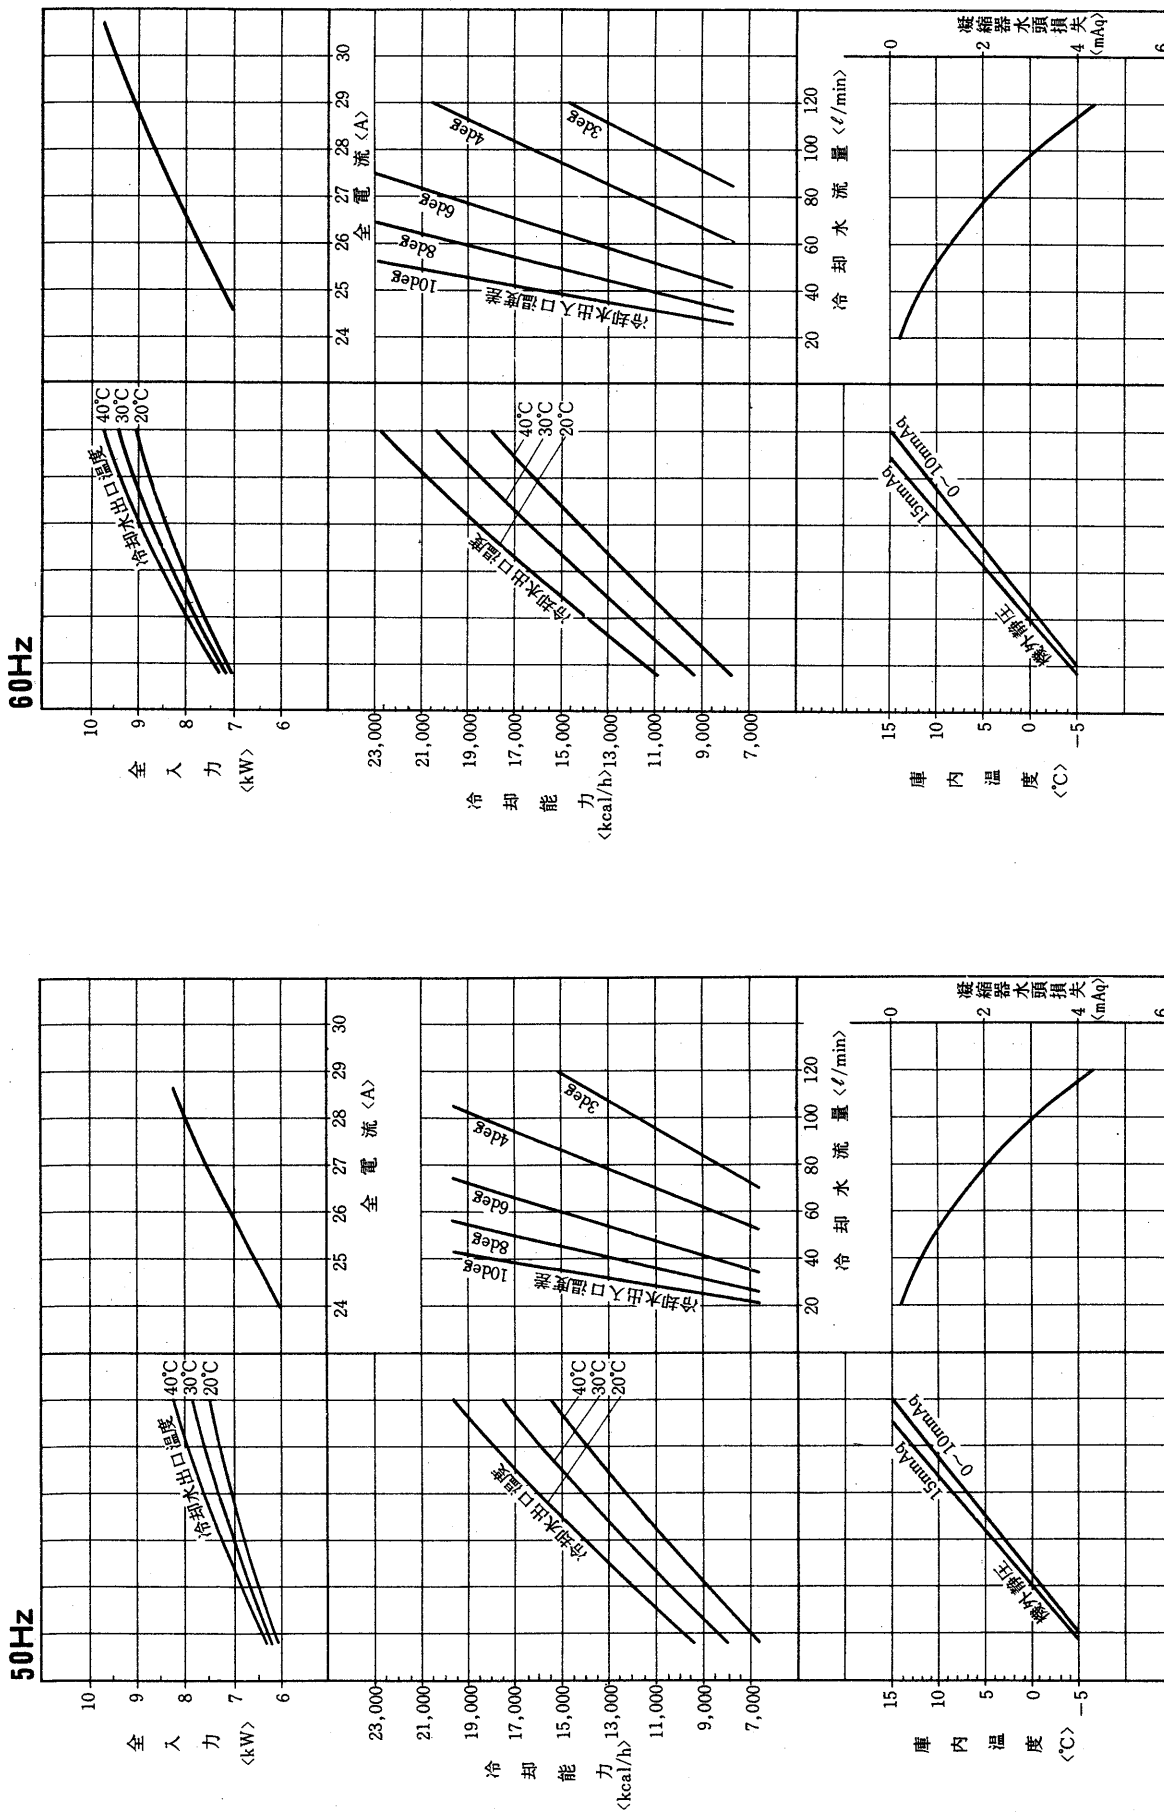 50Hz
10
9
8
7
6
全入力
<kW>
40℃
30℃
20℃
冷却水出口温度
24
25
26
27
28
29
30
全電流<A>
23,000
21,000
19,000
17,000
15,000
13,000
11,000
9,000
7,000
冷却能力
<kcal/h>
冷却水出口温度
40℃
30℃
20℃
10deg
8deg
6deg
4deg
3deg
冷却水出入口温度差
20
40
60
80
100
120
冷却水流量<ℓ/min>
15
10
5
0
-5
庫内温度
<℃>
15mmAq
0~10mmAq
機外静圧
0
2
4
6
凝縮器水頭損失
<mAq>
60Hz
10
9
8
7
6
全入力
<kW>
40℃
30℃
20℃
冷却水出口温度
24
25
26
27
28
29
30
全電流<A>
23,000
21,000
19,000
17,000
15,000
13,000
11,000
9,000
7,000
冷却能力
<kcal/h>
冷却水出口温度
40℃
30℃
20℃
10deg
8deg
6deg
4deg
3deg
冷却水出入口温度差
20
40
60
80
100
120
冷却水流量<ℓ/min>
15
10
5
0
-5
庫内温度
<℃>
15mmAq
0~10mmAq
機外静圧
0
2
4
6
凝縮器水頭損失
<mAq>